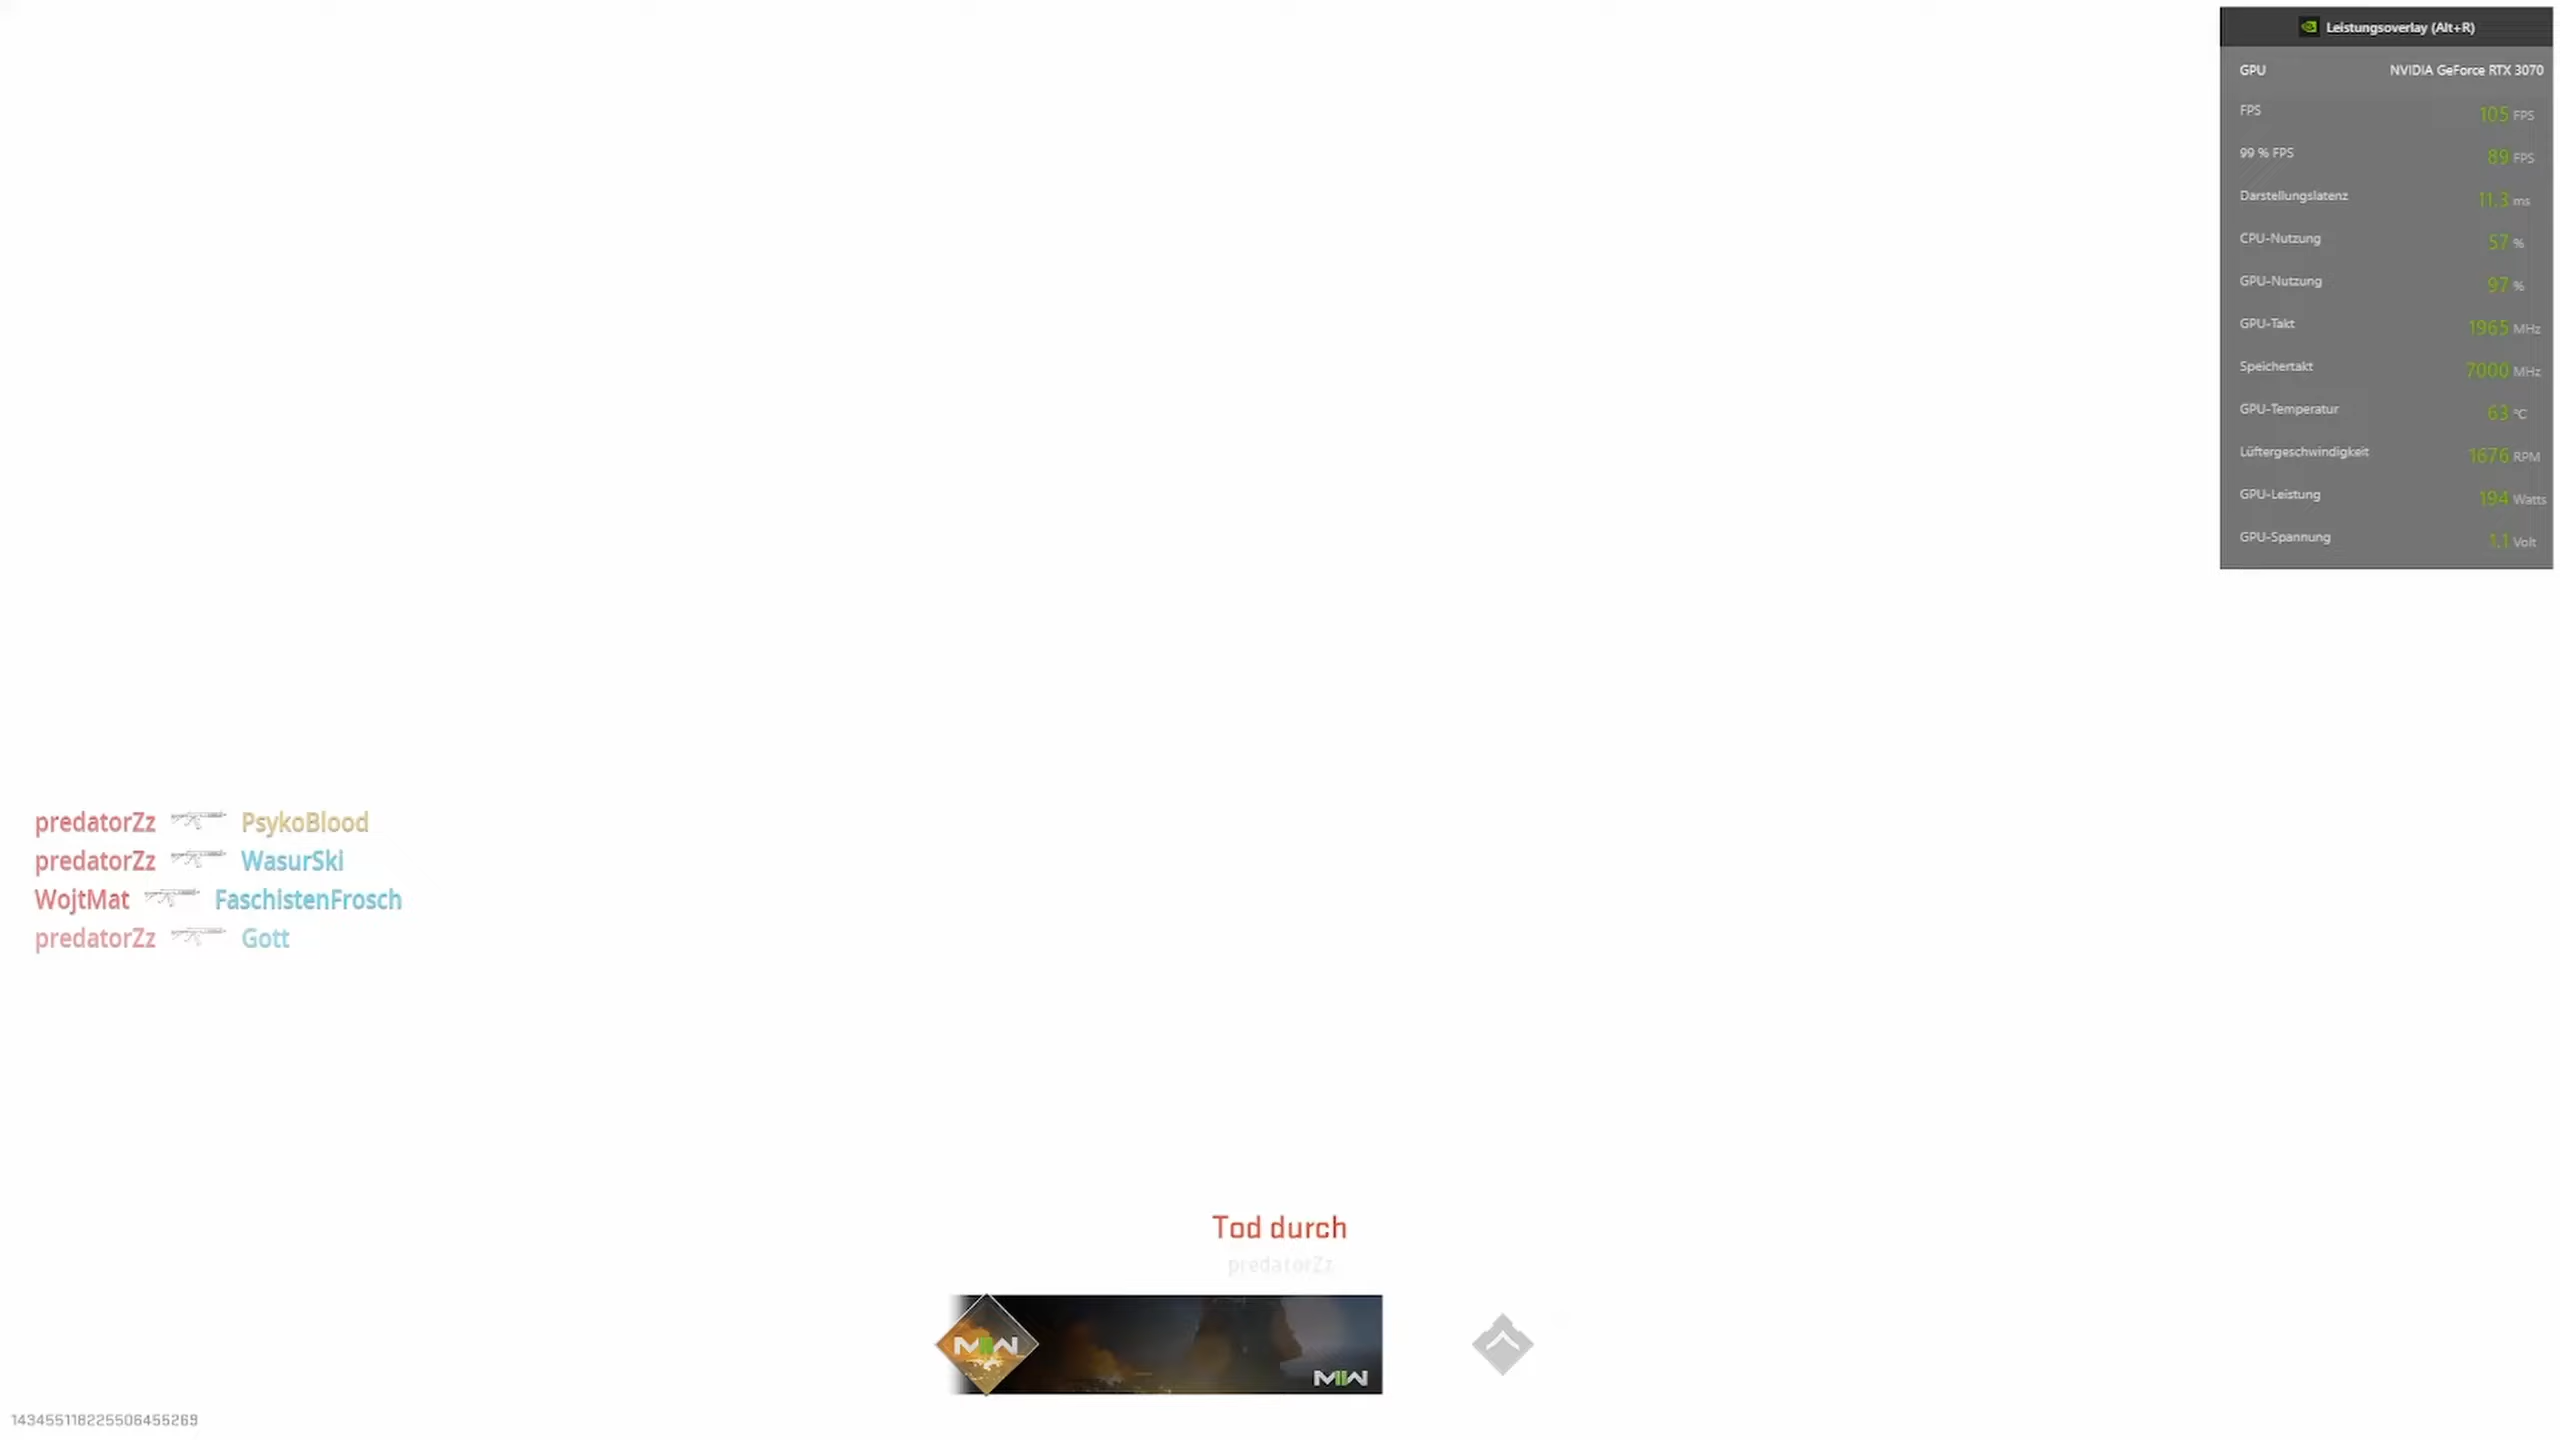 Leistungsoverlay (Alt+R)
GPU NVIDIA GeForce RTX 3070
FPS 105 FPS
99 % FPS 89 FPS
Darstellungslatenz 11.3 ms
CPU-Nutzung 57 %
GPU-Nutzung 97 %
GPU-Takt 1965 MHz
Speichertakt 7000 MHz
GPU-Temperatur 63 °C
Lüftergeschwindigkeit 1676 RPM
GPU-Leistung 194 Watts
GPU-Spannung 1.1 Volt
predatorZz PsykoBlood
predatorZz WasurSki
WojtMat FaschistenFrosch
predatorZz Gott
Tod durch
predatorZz
MW
MW
143455118225506455269